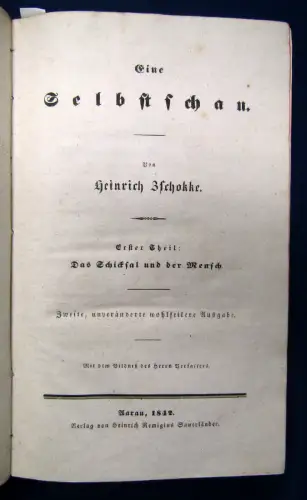 Eine
Selbstschau.
Von
Heinrich Zschokke.
Erster Theil:
Das Schicksal und der Mensch
Zweite, unveränderte wohlfeilere Ausgabe.
Mit dem Bildniß des Herrn Verfassers.
Aarau, 1842.
Verlag von Heinrich Remigius Sauerländer.